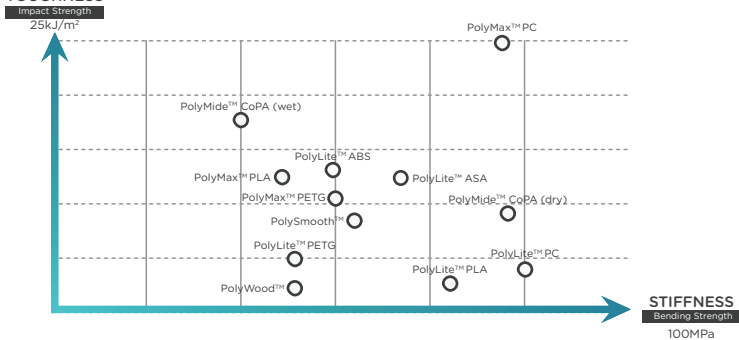 Impact Strength
25kJ/m²
PolyMax™ PC
PolyMide™ CoPA (wet)
PolyLite™ ABS
PolyMax™ PLA
PolyLite™ ASA
PolyMax™ PETG
PolyMide™ CoPA (dry)
PolySmooth™
PolyLite™ PETG
PolyLite™ PC
PolyLite™ PLA
PolyWood™
STIFFNESS
Bending Strength
100MPa